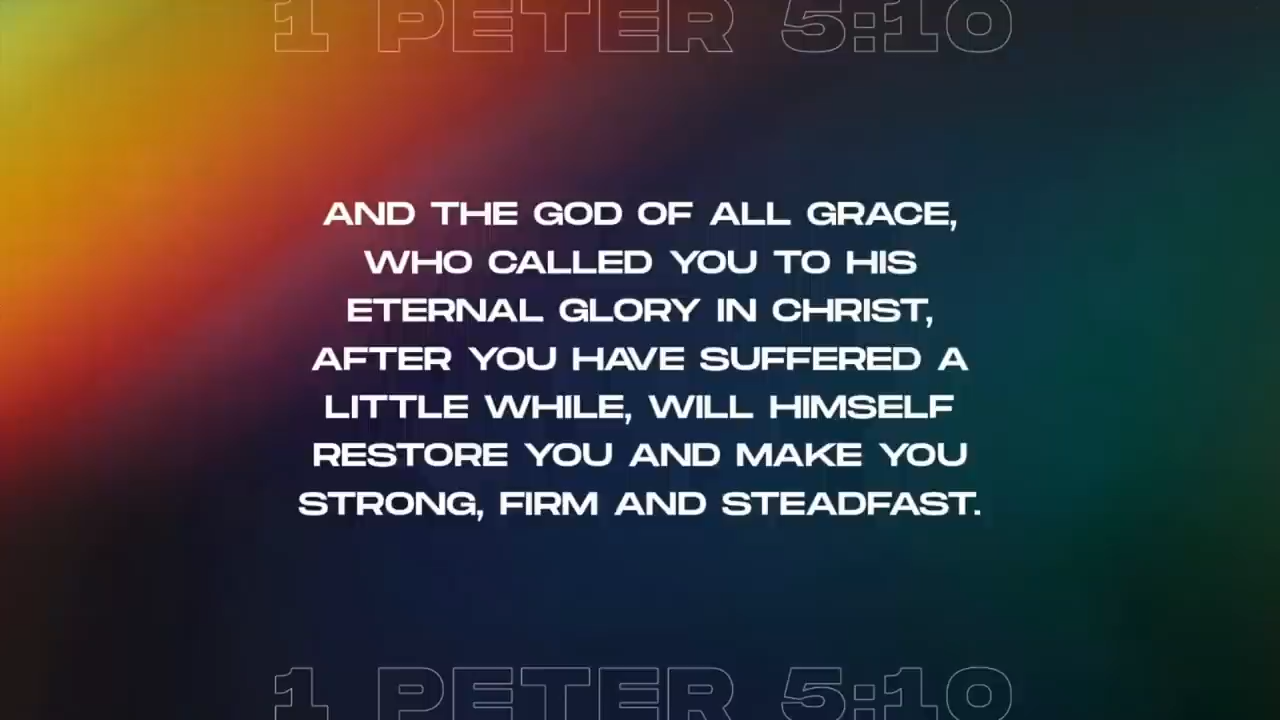 1 PETER 5:10
AND THE GOD OF ALL GRACE,
WHO CALLED YOU TO HIS
ETERNAL GLORY IN CHRIST,
AFTER YOU HAVE SUFFERED A
LITTLE WHILE, WILL HIMSELF
RESTORE YOU AND MAKE YOU
STRONG, FIRM AND STEADFAST.
1 PETER 5:10